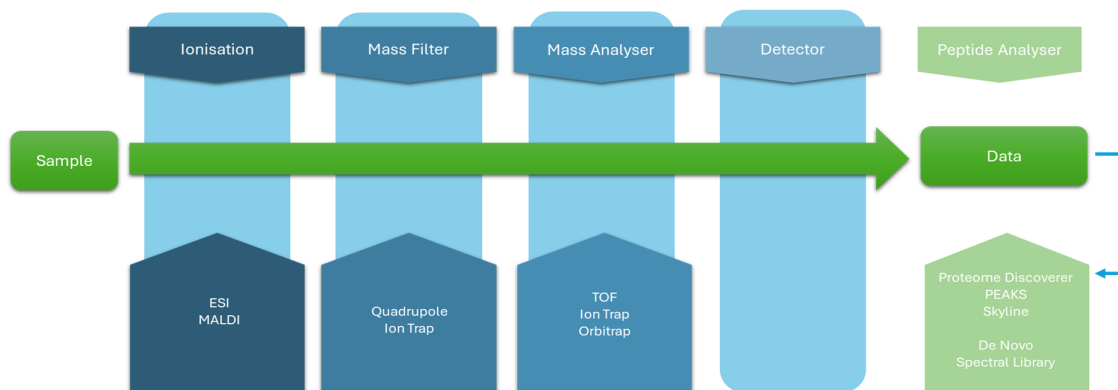 Ionisation
Mass Filter
Mass Analyser
Detector
Peptide Analyser
Sample
Data
ESI
MALDI
Quadrupole
Ion Trap
TOF
Ion Trap
Orbitrap
Proteome Discoverer
PEAKS
Skyline
De Novo
Spectral Library